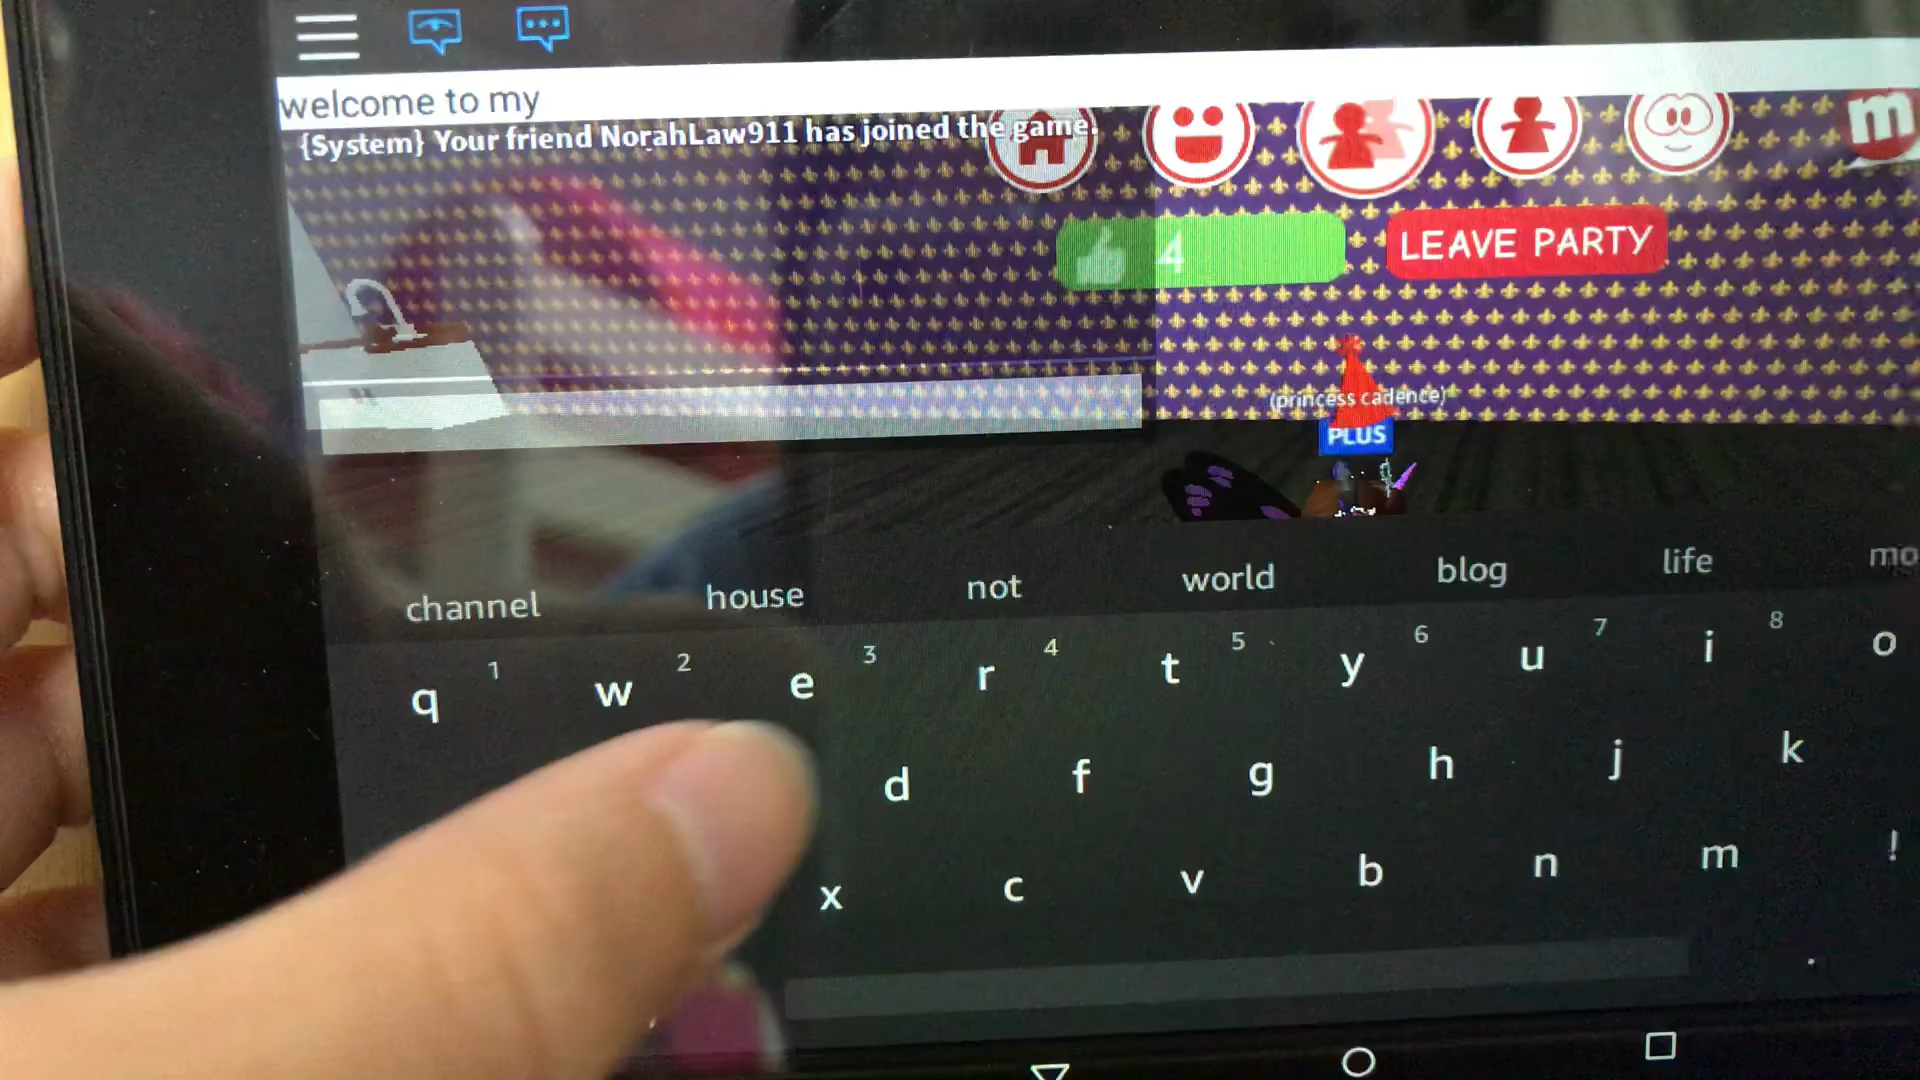 welcome to my
{System} Your friend NorahLaw911 has joined the game.
m
4
LEAVE PARTY
(princess cadence)
PLUS
channel house not world blog life mo
1 2 3 4 5 6 7 8
q w e r t y u i o
d f g h j k
x c v b n m !
.